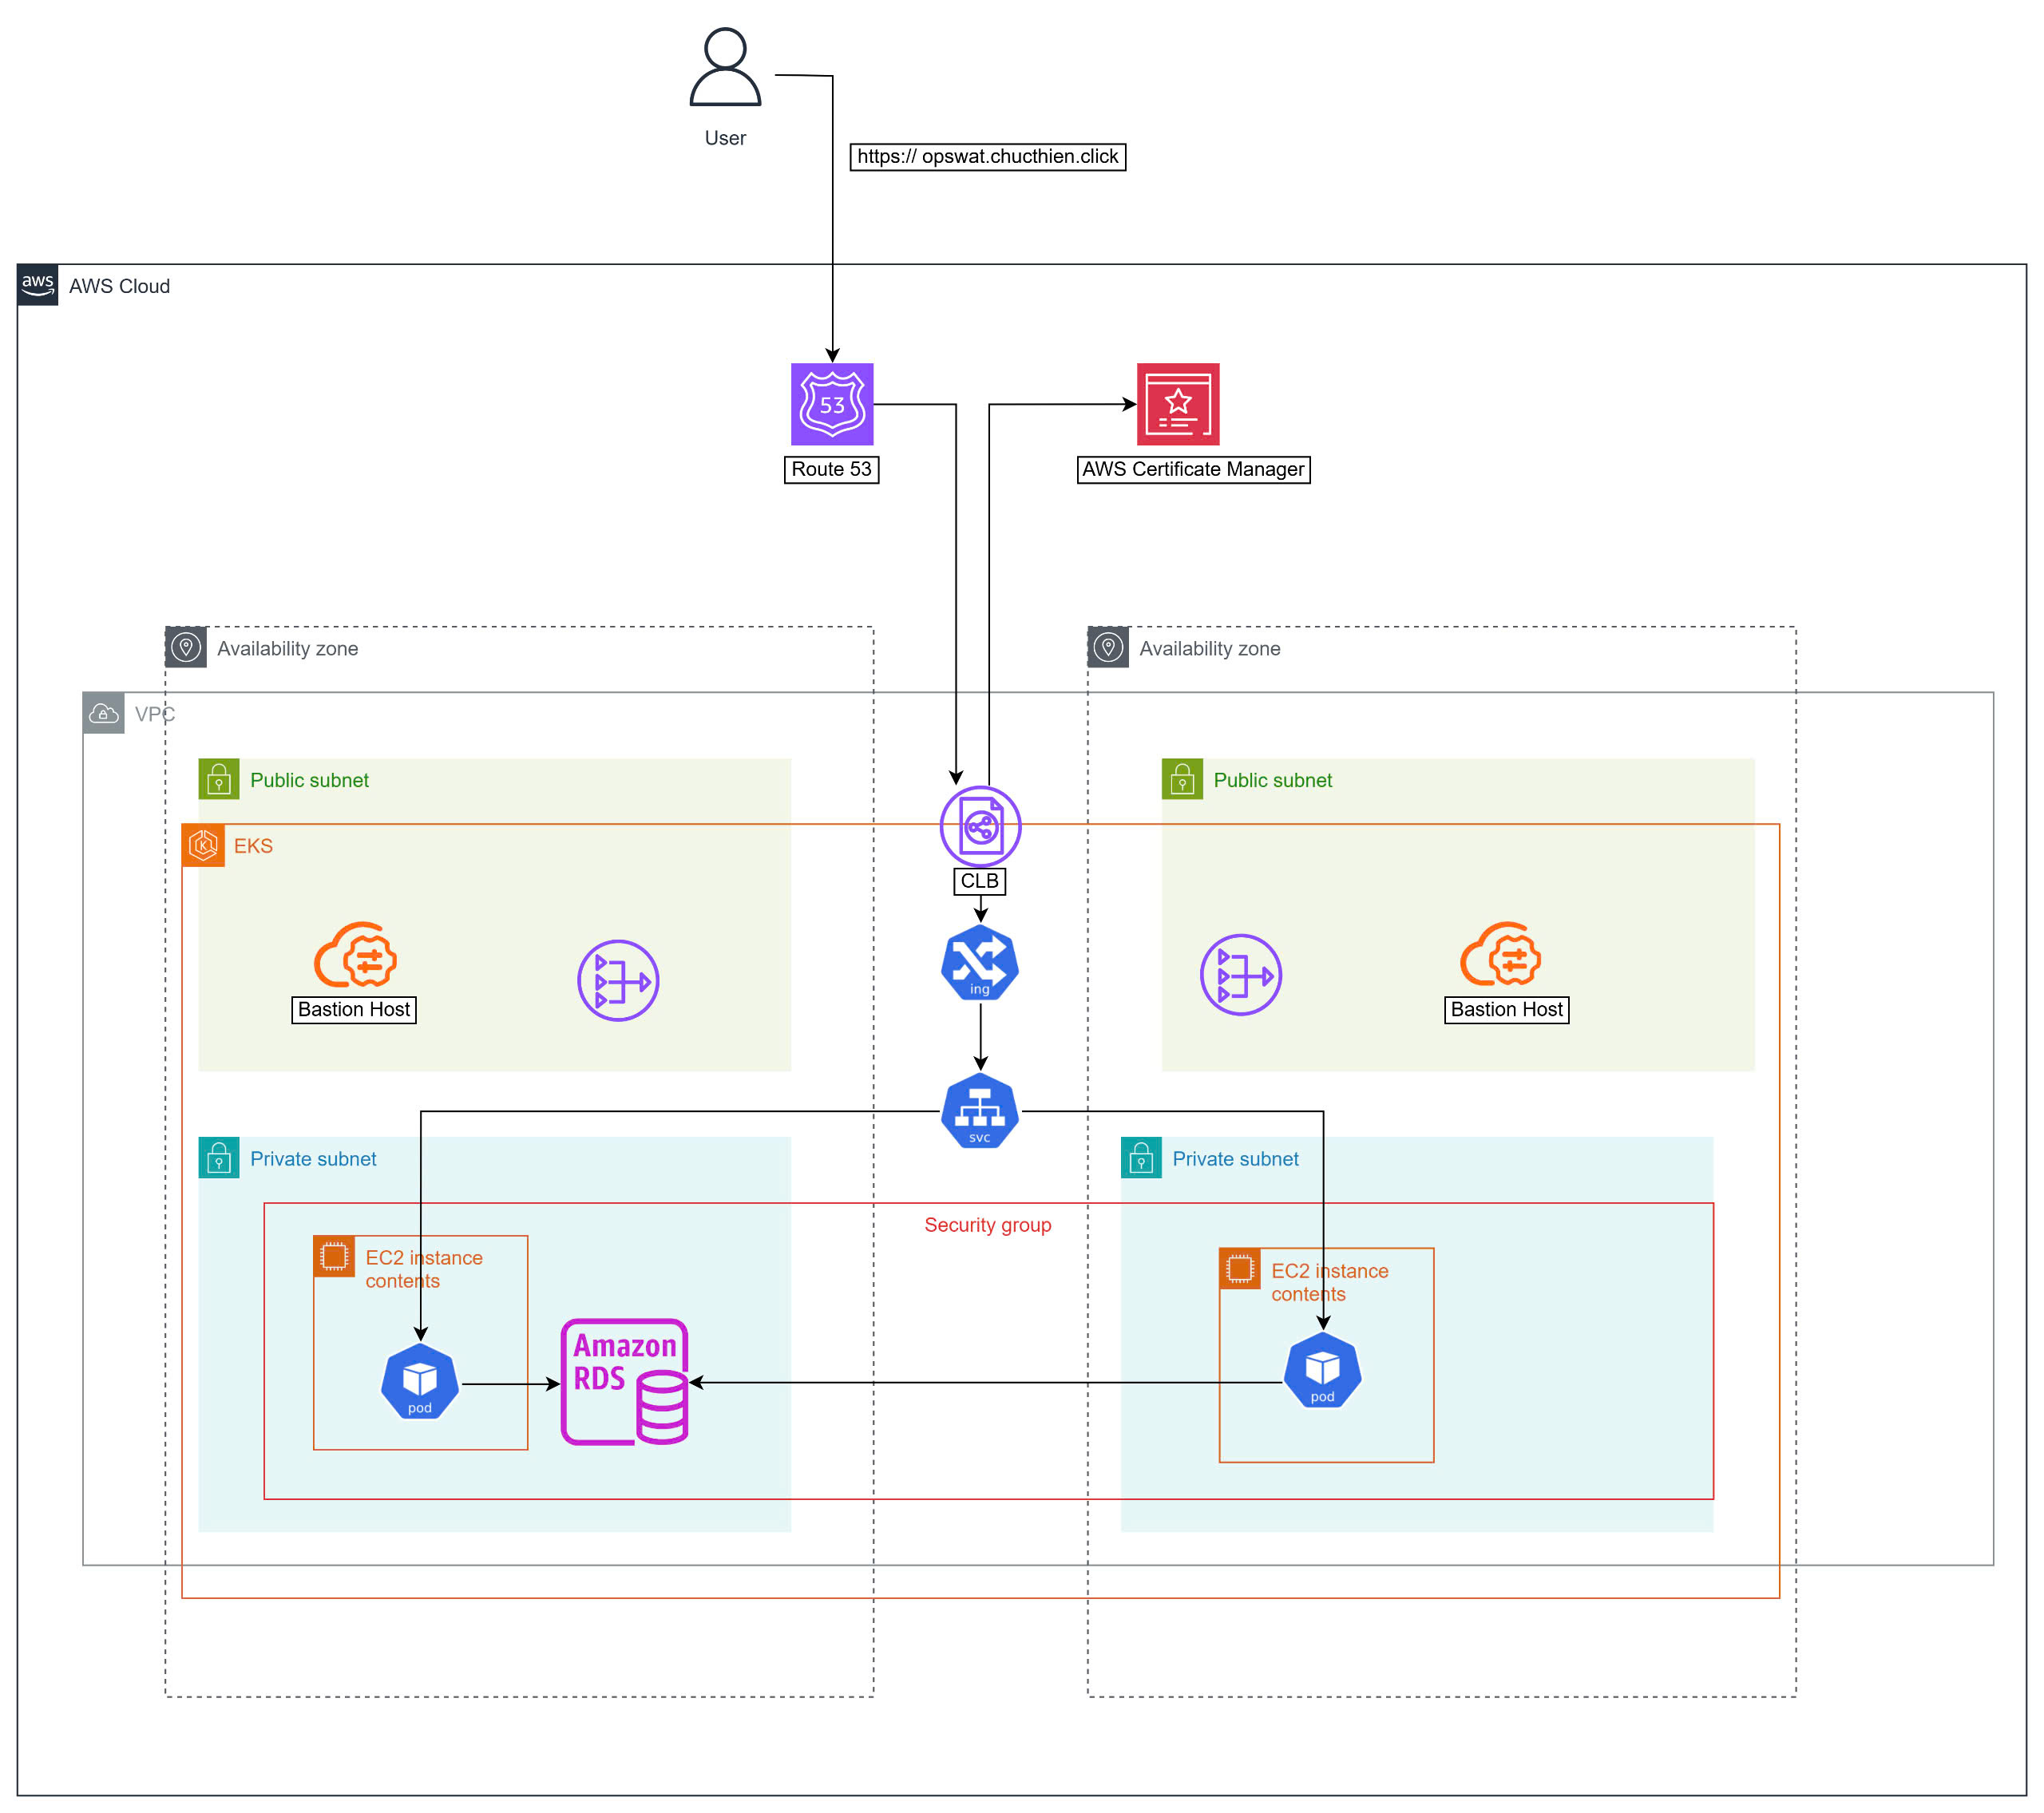 User
https:// opswat.chucthien.click
aws
AWS Cloud
53
Route 53
AWS Certificate Manager
Availability zone
Availability zone
VPC
Public subnet
Public subnet
K
EKS
CLB
ing
Bastion Host
Bastion Host
svc
Private subnet
Private subnet
Security group
EC2 instance
contents
EC2 instance
contents
Amazon
RDS
pod
pod